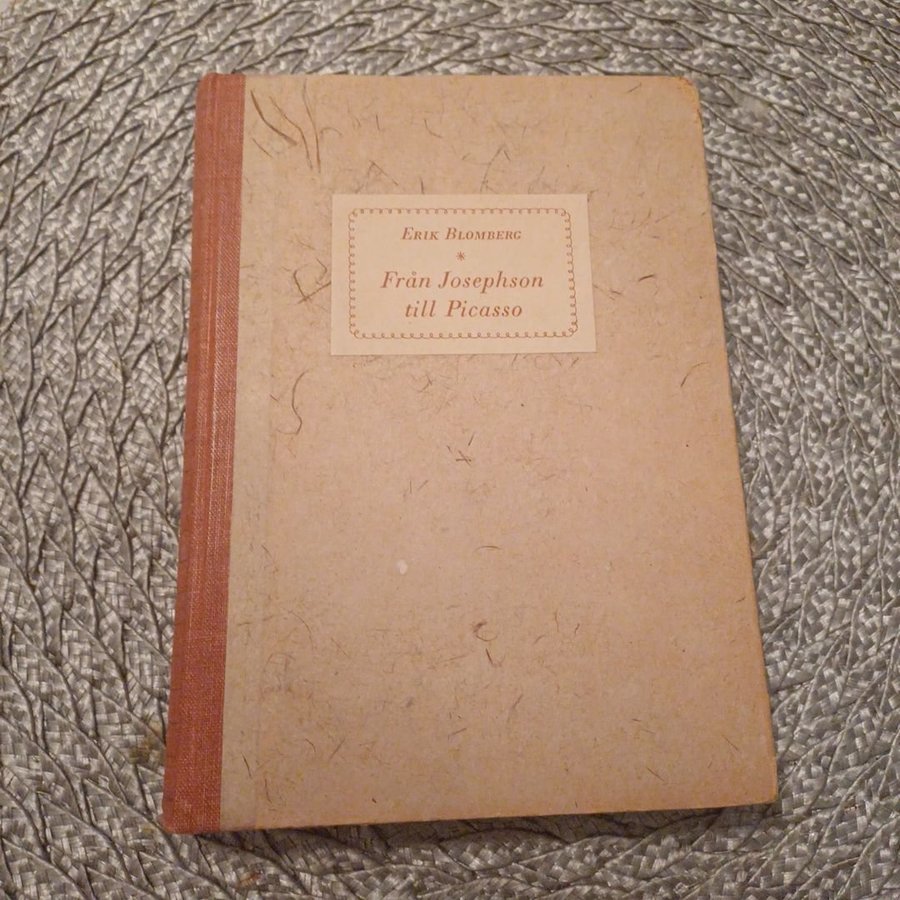 Erik Blomberg
*
Från Josephson
till Picasso